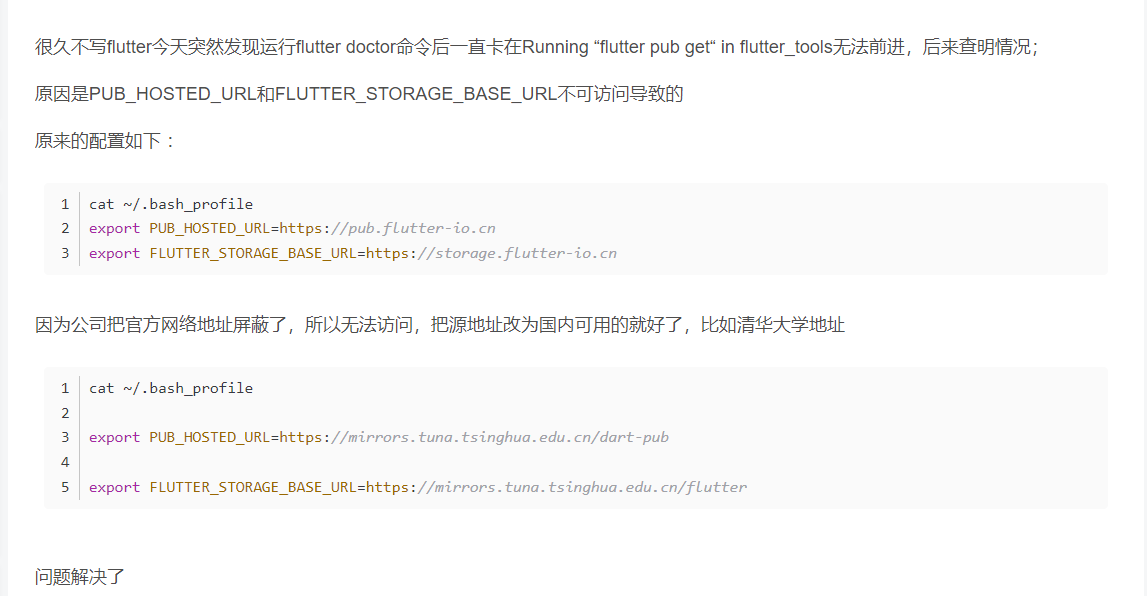 很久不写flutter今天突然发现运行flutter doctor命令后一直卡在Running “flutter pub get“ in flutter_tools无法前进，后来查明情况；
原因是PUB_HOSTED_URL和FLUTTER_STORAGE_BASE_URL不可访问导致的
原来的配置如下：
1 cat ~/.bash_profile
2 export PUB_HOSTED_URL=https://pub.flutter-io.cn
3 export FLUTTER_STORAGE_BASE_URL=https://storage.flutter-io.cn
因为公司把官方网络地址屏蔽了，所以无法访问，把源地址改为国内可用的就好了，比如清华大学地址
1 cat ~/.bash_profile
2
3 export PUB_HOSTED_URL=https://mirrors.tuna.tsinghua.edu.cn/dart-pub
4
5 export FLUTTER_STORAGE_BASE_URL=https://mirrors.tuna.tsinghua.edu.cn/flutter
问题解决了